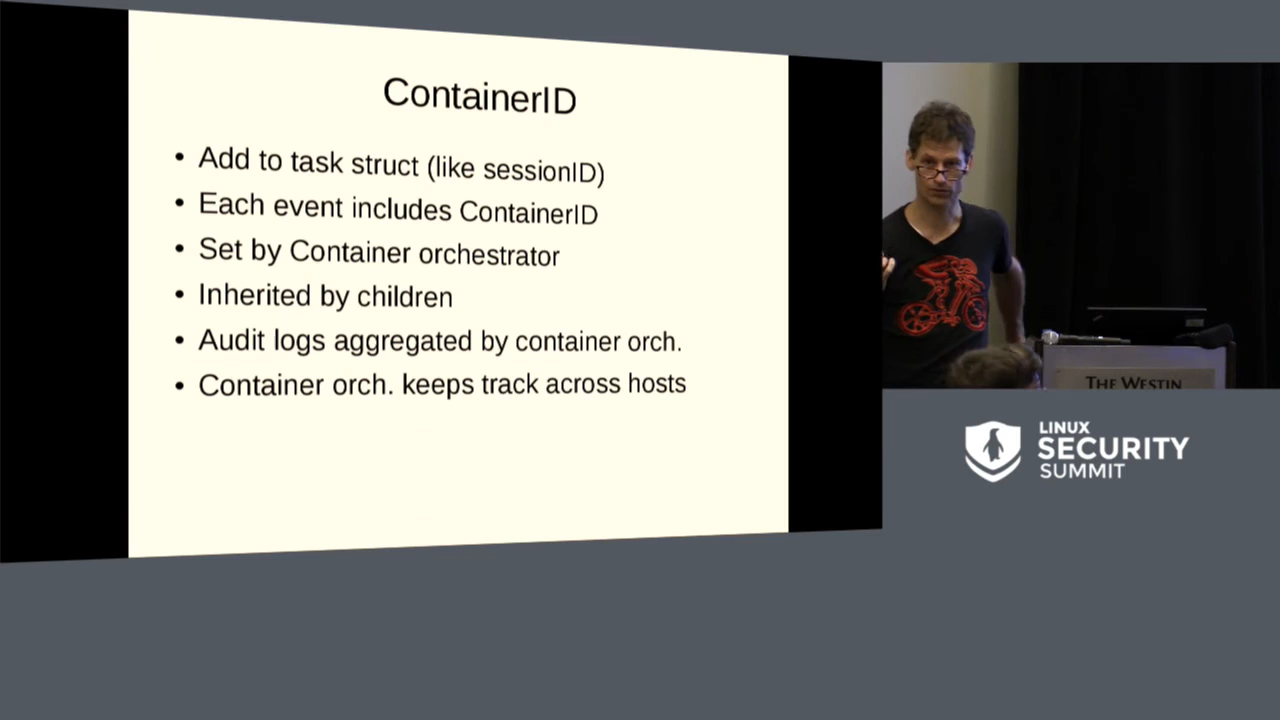 ContainerID
• Add to task struct (like sessionID)
• Each event includes ContainerID
• Set by Container orchestrator
• Inherited by children
• Audit logs aggregated by container orch.
• Container orch. keeps track across hosts
THE WESTIN
LINUX
SECURITY
SUMMIT